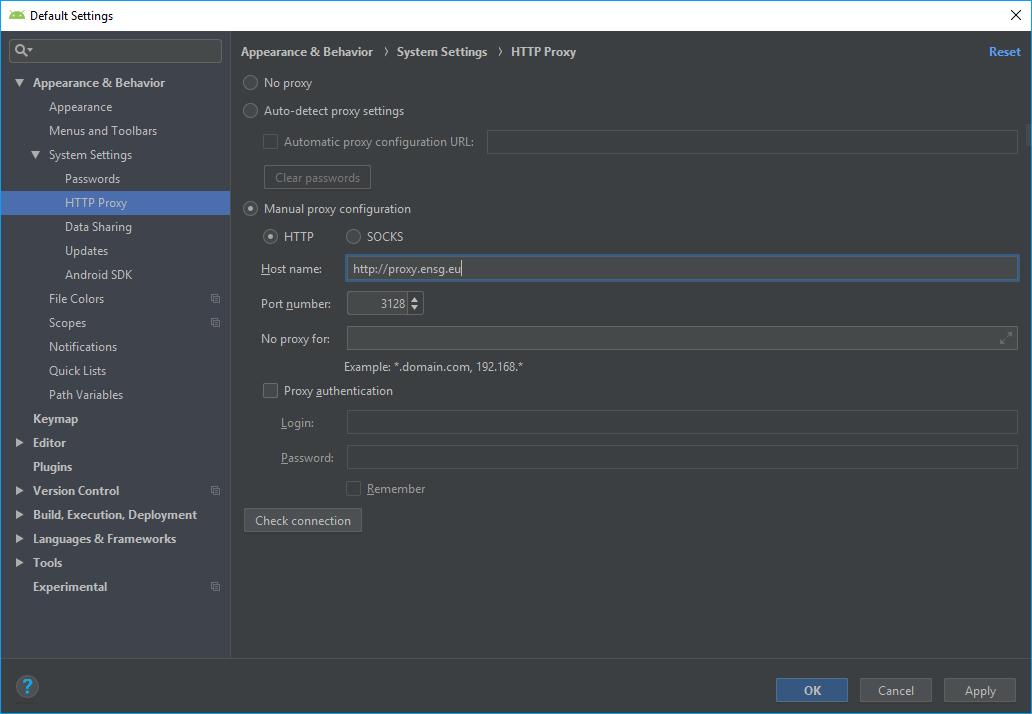 Default Settings
Appearance & Behavior
Appearance
Menus and Toolbars
System Settings
Passwords
HTTP Proxy
Data Sharing
Updates
Android SDK
File Colors
Scopes
Notifications
Quick Lists
Path Variables
Keymap
Editor
Plugins
Version Control
Build, Execution, Deployment
Languages & Frameworks
Tools
Experimental
Appearance & Behavior › System Settings › HTTP Proxy Reset
No proxy
Auto-detect proxy settings
Automatic proxy configuration URL:
Clear passwords
Manual proxy configuration
HTTP SOCKS
Host name: http://proxy.ensg.eu
Port number: 3128
No proxy for:
Example: *.domain.com, 192.168.*
Proxy authentication
Login:
Password:
Remember
Check connection
? OK Cancel Apply